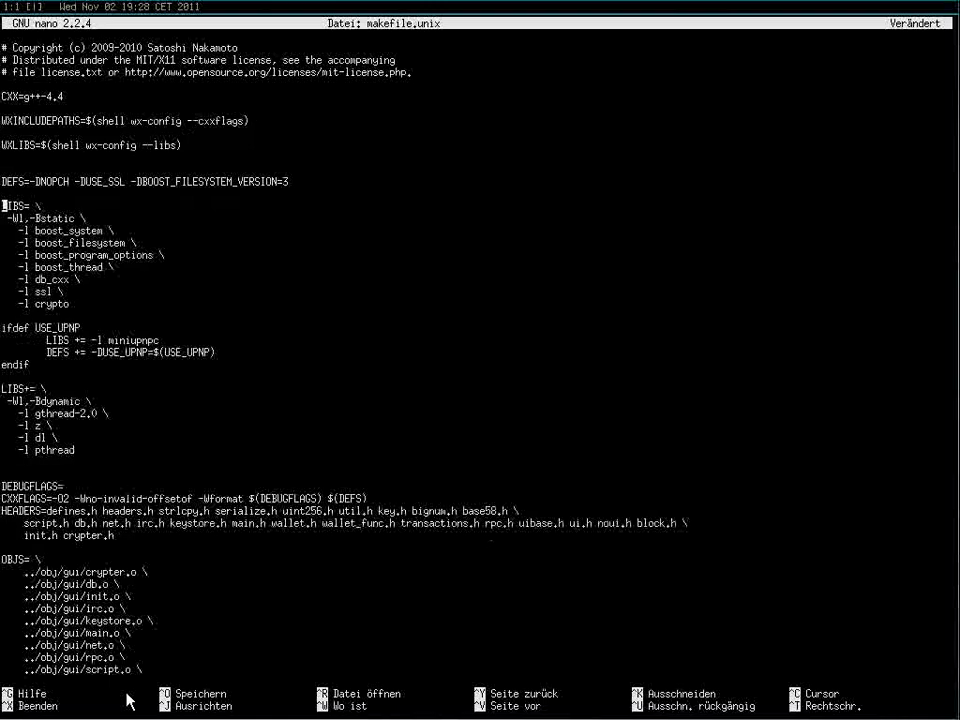 1:1 [|] Wed Nov 02 19:28 CET 2011
GNU nano 2.2.4 Datei: makefile.unix Verändert
# Copyright (c) 2009-2010 Satoshi Nakamoto
# Distributed under the MIT/X11 software license, see the accompanying
# file license.txt or http://www.opensource.org/licenses/mit-license.php.
CXX=g++-4.4
WXINCLUDEPATHS=$(shell wx-config --cxxflags)
WXLIBS=$(shell wx-config --libs)
DEFS=-DNOPCH -DUSE_SSL -DBOOST_FILESYSTEM_VERSION=3
LIBS= \
-Wl,-Bstatic \
-l boost_system \
-l boost_filesystem \
-l boost_program_options \
-l boost_thread \
-l db_cxx \
-l ssl \
-l crypto
ifdef USE_UPNP
LIBS += -l miniupnpc
DEFS += -DUSE_UPNP=$(USE_UPNP)
endif
LIBS+= \
-Wl,-Bdynamic \
-l gthread-2.0 \
-l z \
-l dl \
-l pthread
DEBUGFLAGS=
CXXFLAGS=-O2 -Wno-invalid-offsetof -Wformat $(DEBUGFLAGS) $(DEFS)
HEADERS=defines.h headers.h strlcpy.h serialize.h uint256.h util.h key.h bignum.h base58.h \
script.h db.h net.h irc.h keystore.h main.h wallet.h wallet_func.h transactions.h rpc.h uibase.h ui.h noui.h block.h \
init.h crypter.h
OBJS= \
../obj/gui/crypter.o \
../obj/gui/db.o \
../obj/gui/init.o \
../obj/gui/irc.o \
../obj/gui/keystore.o \
../obj/gui/main.o \
../obj/gui/net.o \
../obj/gui/rpc.o \
../obj/gui/script.o \
^G Hilfe ^O Speichern ^R Datei öffnen ^Y Seite zurück ^K Ausschneiden ^C Cursor
^X Beenden ^J Ausrichten ^W Wo ist ^V Seite vor ^U Ausschn. rückgängig ^T Rechtschr.